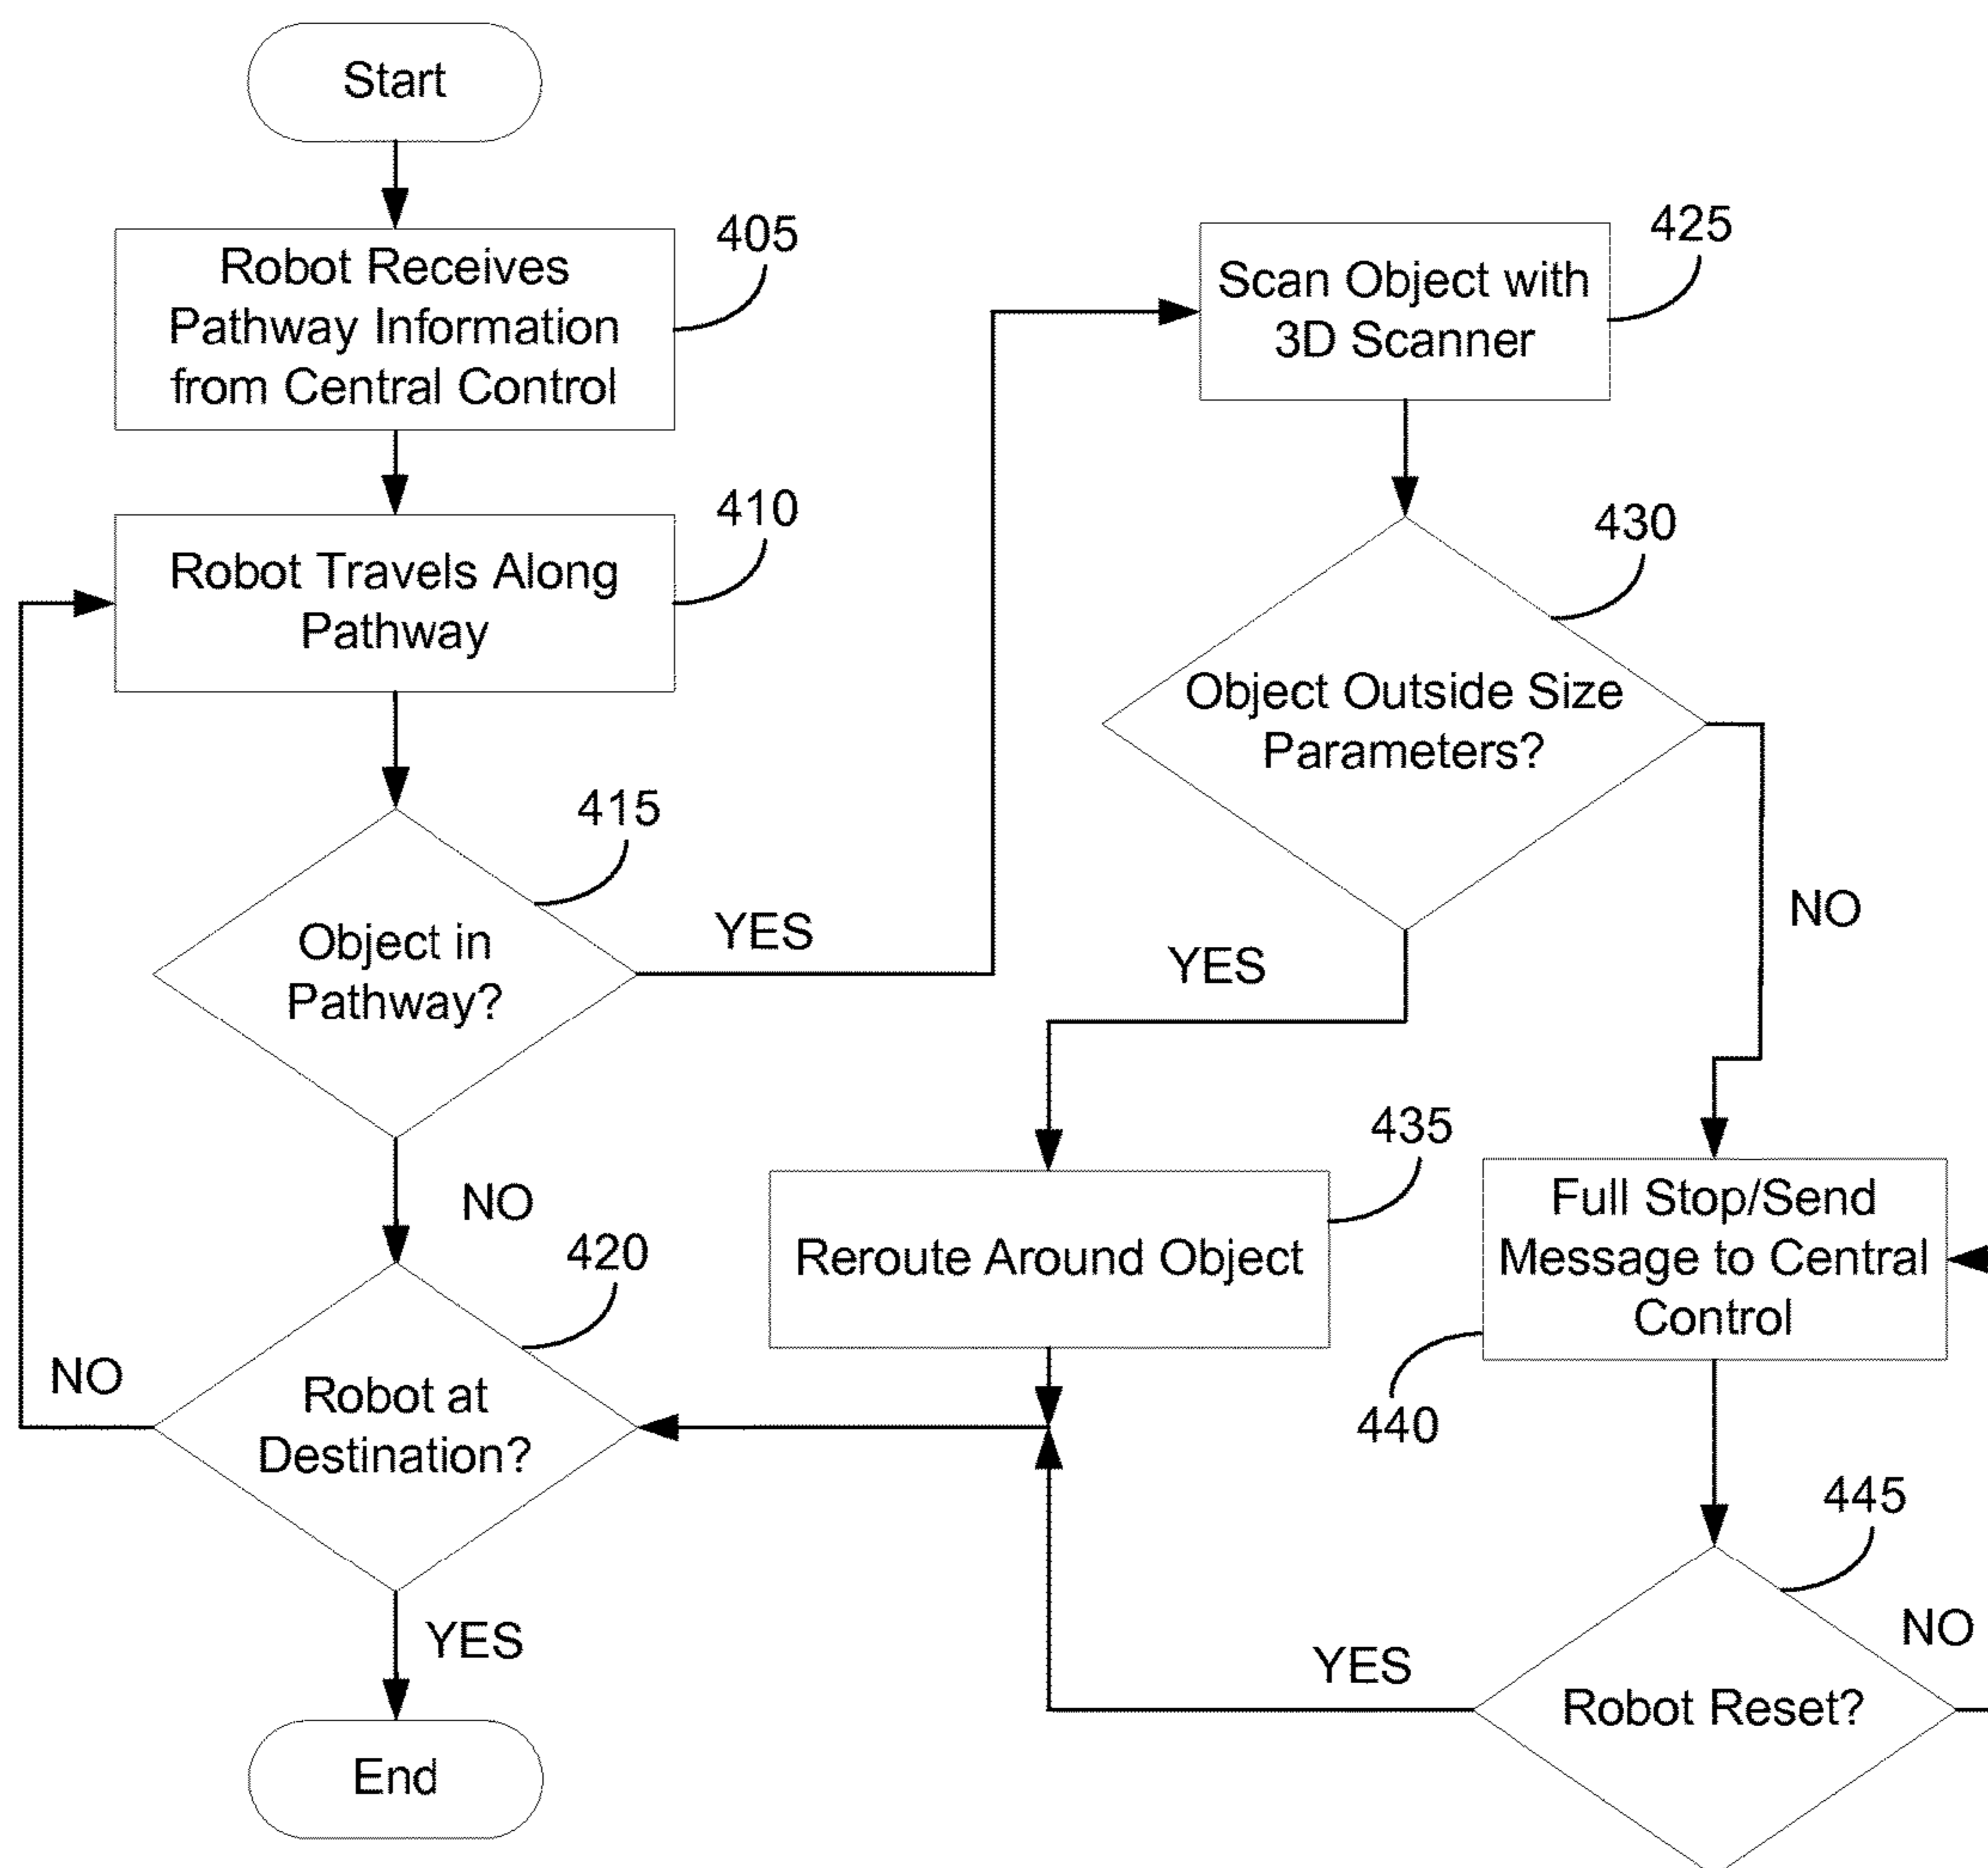 Start
405
Robot Receives
Pathway Information
from Central Control
410
Robot Travels Along
Pathway
415
Object in
Pathway?
YES
NO
420
Robot at
Destination?
NO
YES
End
425
Scan Object with
3D Scanner
430
Object Outside Size
Parameters?
YES
NO
435
Reroute Around Object
Full Stop/Send
Message to Central
Control
440
445
Robot Reset?
YES
NO